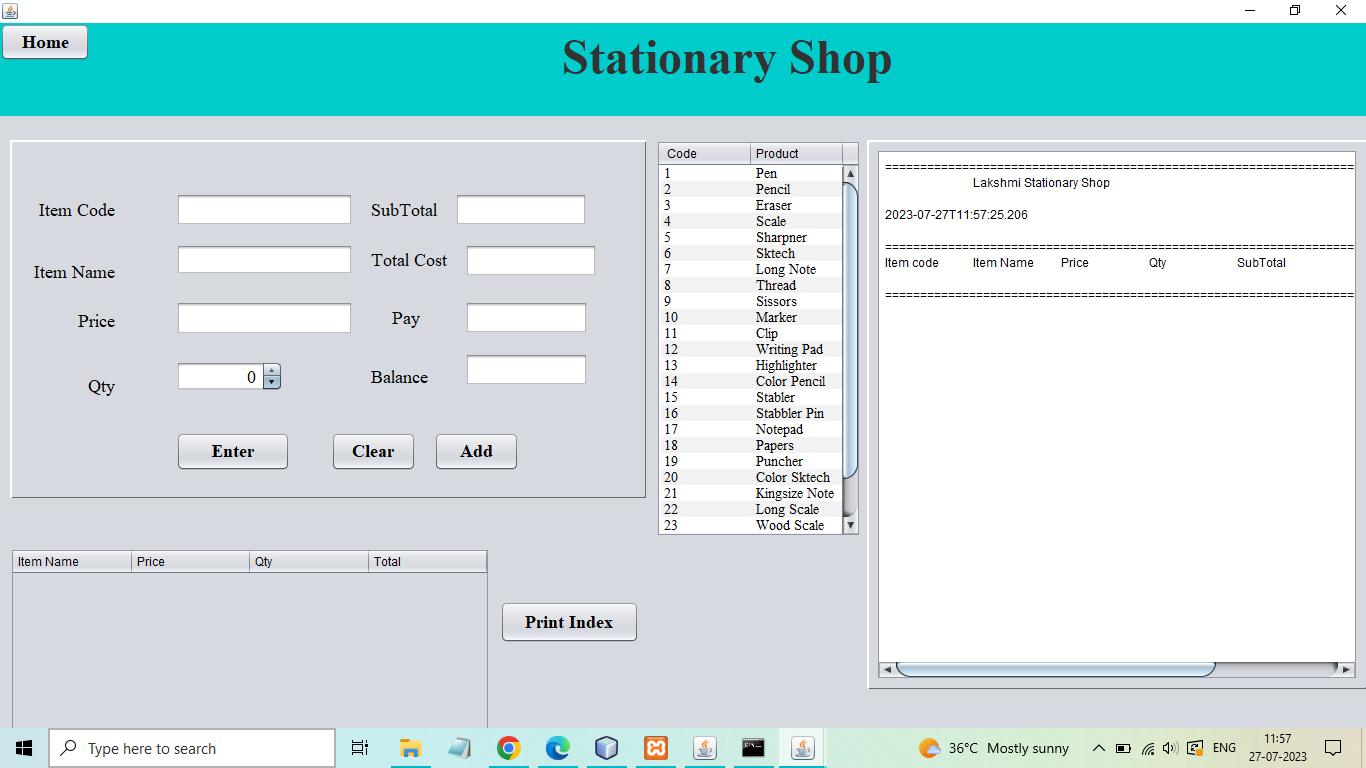 Home
Stationary Shop
Item Code
SubTotal
Item Name
Total Cost
Price
Pay
Qty
0
Balance
Enter
Clear
Add
Code Product
1 Pen
2 Pencil
3 Eraser
4 Scale
5 Sharpner
6 Sktech
7 Long Note
8 Thread
9 Sissors
10 Marker
11 Clip
12 Writing Pad
13 Highlighter
14 Color Pencil
15 Stabler
16 Stabbler Pin
17 Notepad
18 Papers
19 Puncher
20 Color Sktech
21 Kingsize Note
22 Long Scale
23 Wood Scale
===================================================================
Lakshmi Stationary Shop
2023-07-27T11:57:25.206
===================================================================
Item code Item Name Price Qty SubTotal
===================================================================
Item Name Price Qty Total
Print Index
Type here to search
36°C Mostly sunny
ENG
11:57
27-07-2023